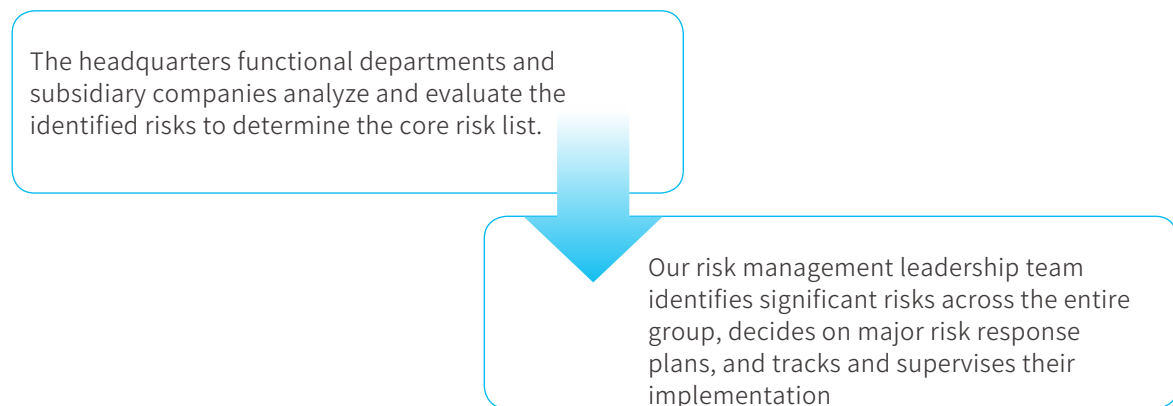 The headquarters functional departments and
subsidiary companies analyze and evaluate the
identified risks to determine the core risk list.
Our risk management leadership team
identifies significant risks across the entire
group, decides on major risk response
plans, and tracks and supervises their
implementation